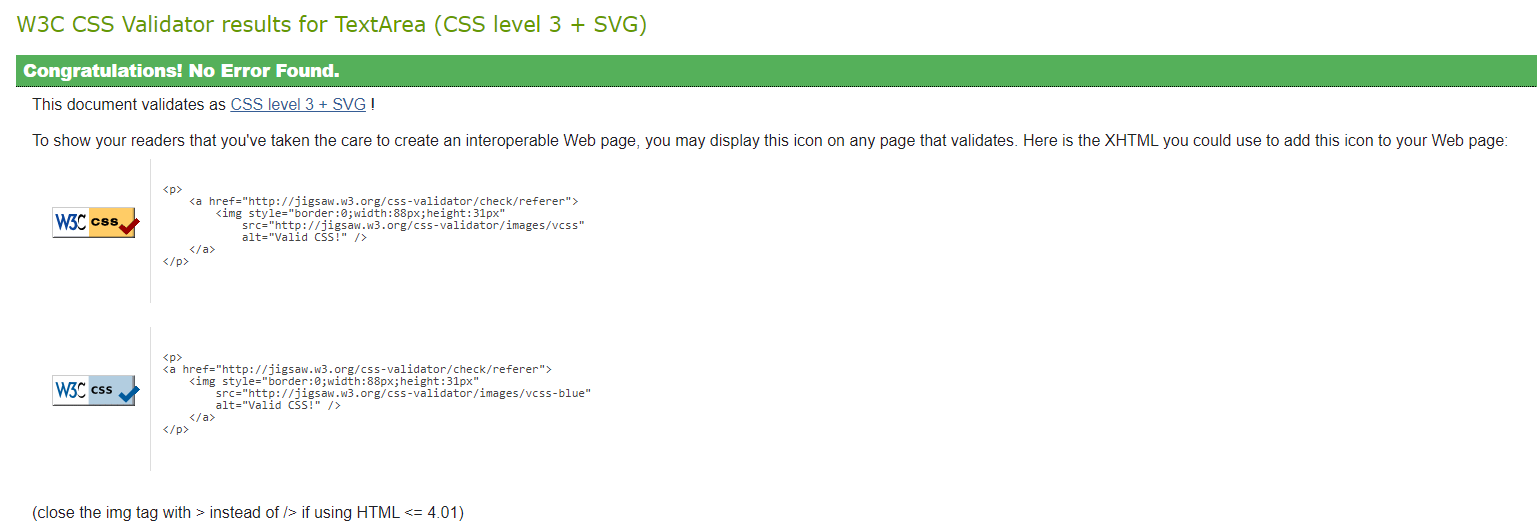 W3C CSS Validator results for TextArea (CSS level 3 + SVG)
Congratulations! No Error Found.
This document validates as CSS level 3 + SVG !
To show your readers that you've taken the care to create an interoperable Web page, you may display this icon on any page that validates. Here is the XHTML you could use to add this icon to your Web page:
W3C css
<p>
    <a href="http://jigsaw.w3.org/css-validator/check/referer">
        <img style="border:0;width:88px;height:31px"
            src="http://jigsaw.w3.org/css-validator/images/vcss"
            alt="Valid CSS!" />
    </a>
</p>
W3C css
<p>
<a href="http://jigsaw.w3.org/css-validator/check/referer">
    <img style="border:0;width:88px;height:31px"
        src="http://jigsaw.w3.org/css-validator/images/vcss-blue"
        alt="Valid CSS!" />
    </a>
</p>
(close the img tag with > instead of /> if using HTML <= 4.01)